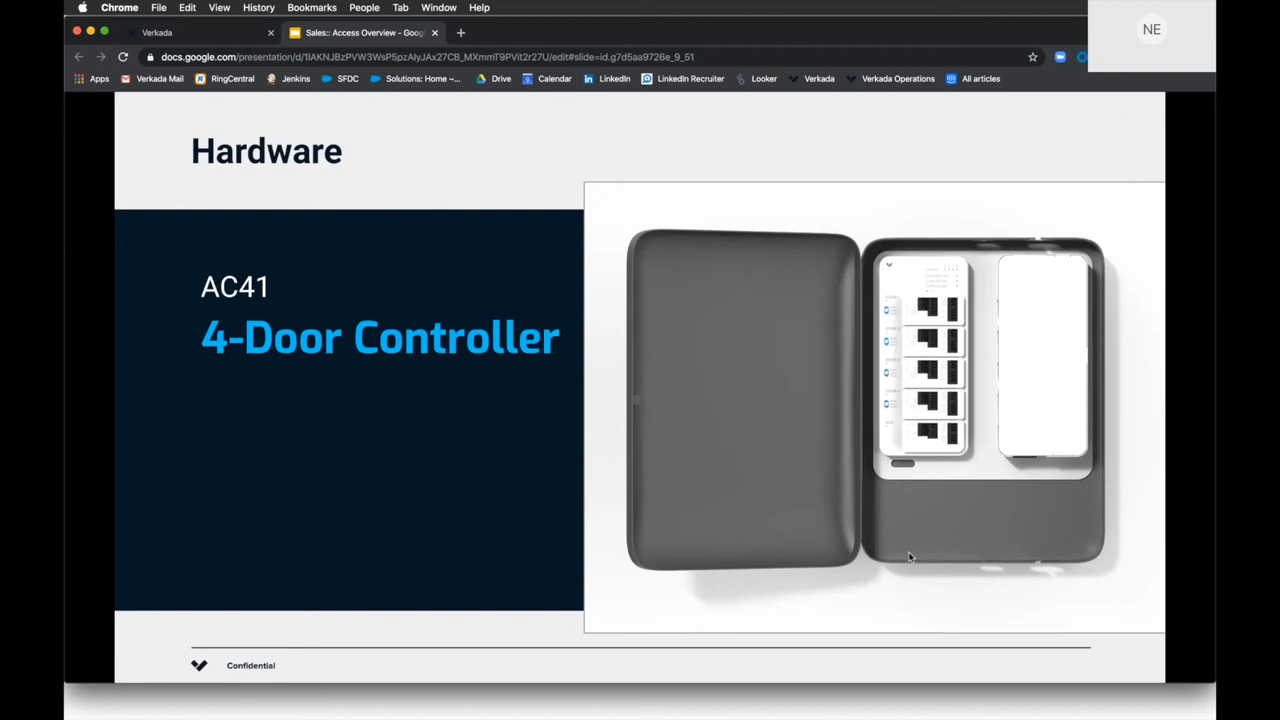 Chrome File Edit View History Bookmarks People Tab Window Help
NE
Verkada
Sales:: Access Overview - Goog
docs.google.com/presentation/d/1IAKNJBzPVW3WsP5pzAIyJAx27CB_MXmmT9PVit2r27U/edit#slide=id.g7d5aa9726e_9_51
Apps Verkada Mail RingCentral Jenkins SFDC Solutions: Home –... Drive Calendar LinkedIn LinkedIn Recruiter Looker Verkada Verkada Operations All articles
Hardware
AC41
4-Door Controller
Confidential